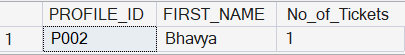 PROFILE_ID FIRST_NAME No_of_Tickets
1 P002 Bhavya 1